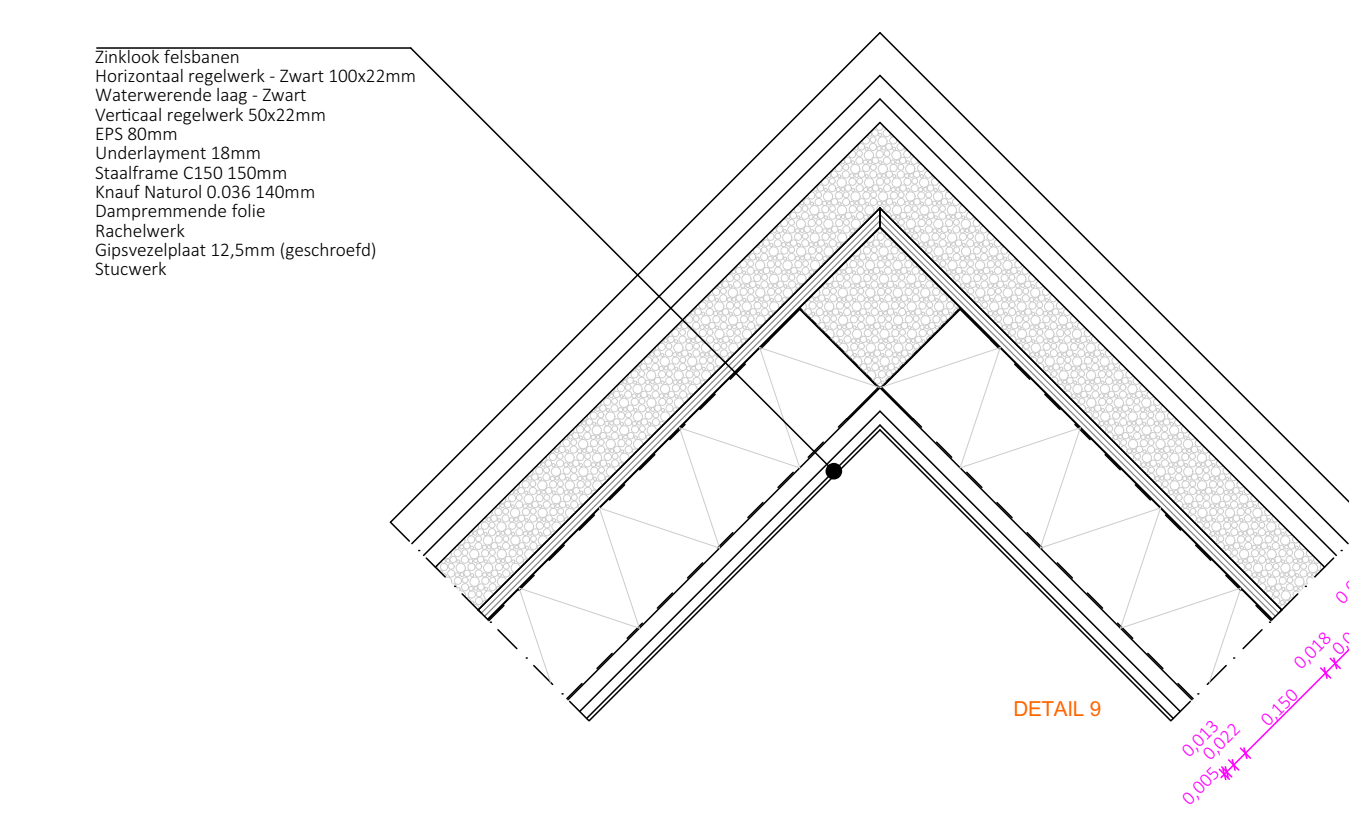 Zinklook felsbanen
Horizontaal regelwerk - Zwart 100x22mm
Waterwerende laag - Zwart
Verticaal regelwerk 50x22mm
EPS 80mm
Underlayment 18mm
Staalframe C150 150mm
Knauf Naturol 0.036 140mm
Dampremmende folie
Rachelwerk
Gipsvezelplaat 12,5mm (geschroefd)
Stucwerk
DETAIL 9
0,018
0,150
0,013
0,022
0,005